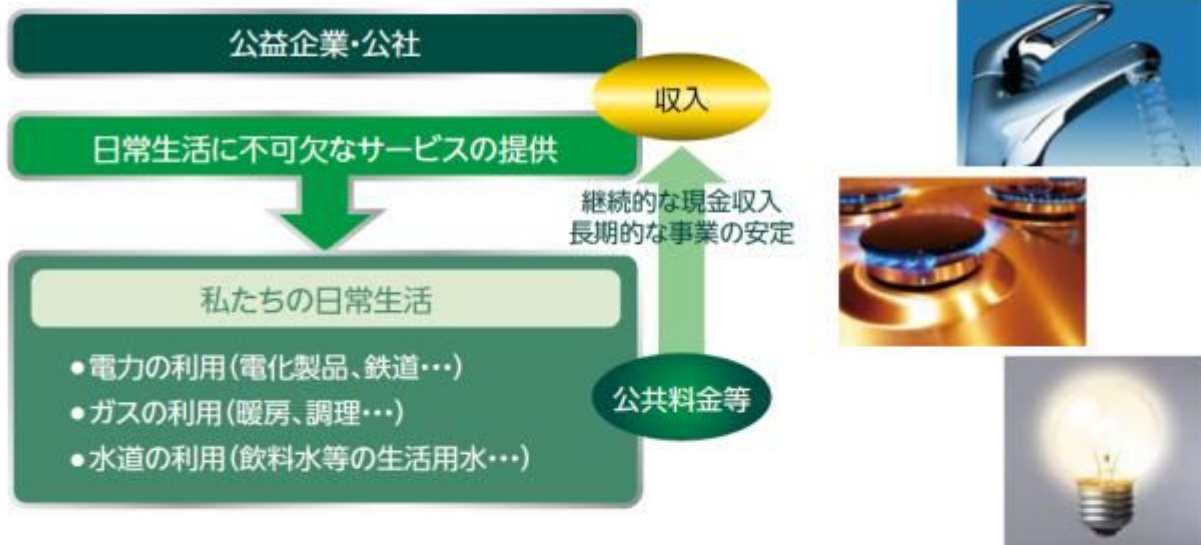 公益企業・公社
収入
日常生活に不可欠なサービスの提供
継続的な現金収入
長期的な事業の安定
私たちの日常生活
●電力の利用(電化製品、鉄道・・・)
●ガスの利用(暖房、調理・・・)
●水道の利用(飲料水等の生活用水・・・)
公共料金等